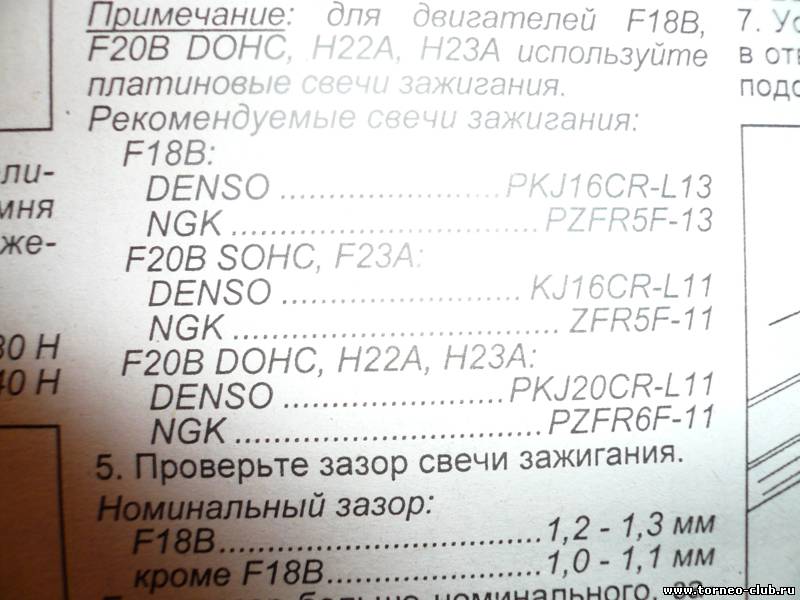 Примечание: для двигателей F18B,
F20B DOHC, H22A, H23A используйте
платиновые свечи зажигания.
Рекомендуемые свечи зажигания:
F18B:
DENSO ........................ PKJ16CR-L13
NGK ................................ PZFR5F-13
F20B SOHC, F23A:
DENSO .......................... KJ16CR-L11
NGK .................................. ZFR5F-11
F20B DOHC, H22A, H23A:
DENSO ........................ PKJ20CR-L11
NGK ................................ PZFR6F-11
5. Проверьте зазор свечи зажигания.
Номинальный зазор:
F18B ................................ 1,2 - 1,3 мм
кроме F18B ...................... 1,0 - 1,1 мм
больше номинального,
ли-
мня
же-
30 Н
40 Н
7.
в
www.torneo-club.ru